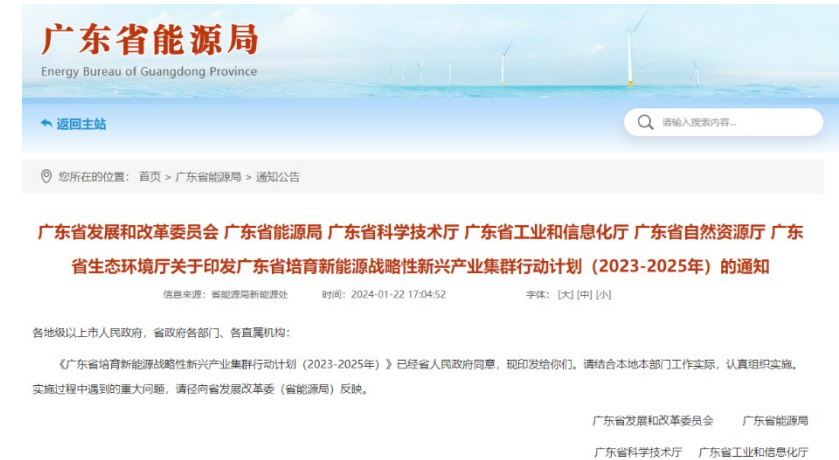 广东省能源局
Energy Bureau of Guangdong Province
返回主站
请输入搜索内容...
您所在的位置： 首页 > 广东省能源局 > 通知公告
广东省发展和改革委员会 广东省能源局 广东省科学技术厅 广东省工业和信息化厅 广东省自然资源厅 广东
省生态环境厅关于印发广东省培育新能源战略性新兴产业集群行动计划（2023-2025年）的通知
信息来源：省能源局新能源处 时间：2024-01-22 17:04:52 字体： [大] [中] [小]
各地级以上市人民政府，省政府各部门、各直属机构：
《广东省培育新能源战略性新兴产业集群行动计划（2023-2025年）》已经省人民政府同意，现印发给你们。请结合本地本部门工作实际，认真组织实施。
实施过程中遇到的重大问题，请径向省发展改革委（省能源局）反映。
广东省发展和改革委员会 广东省能源局
广东省科学技术厅 广东省工业和信息化厅